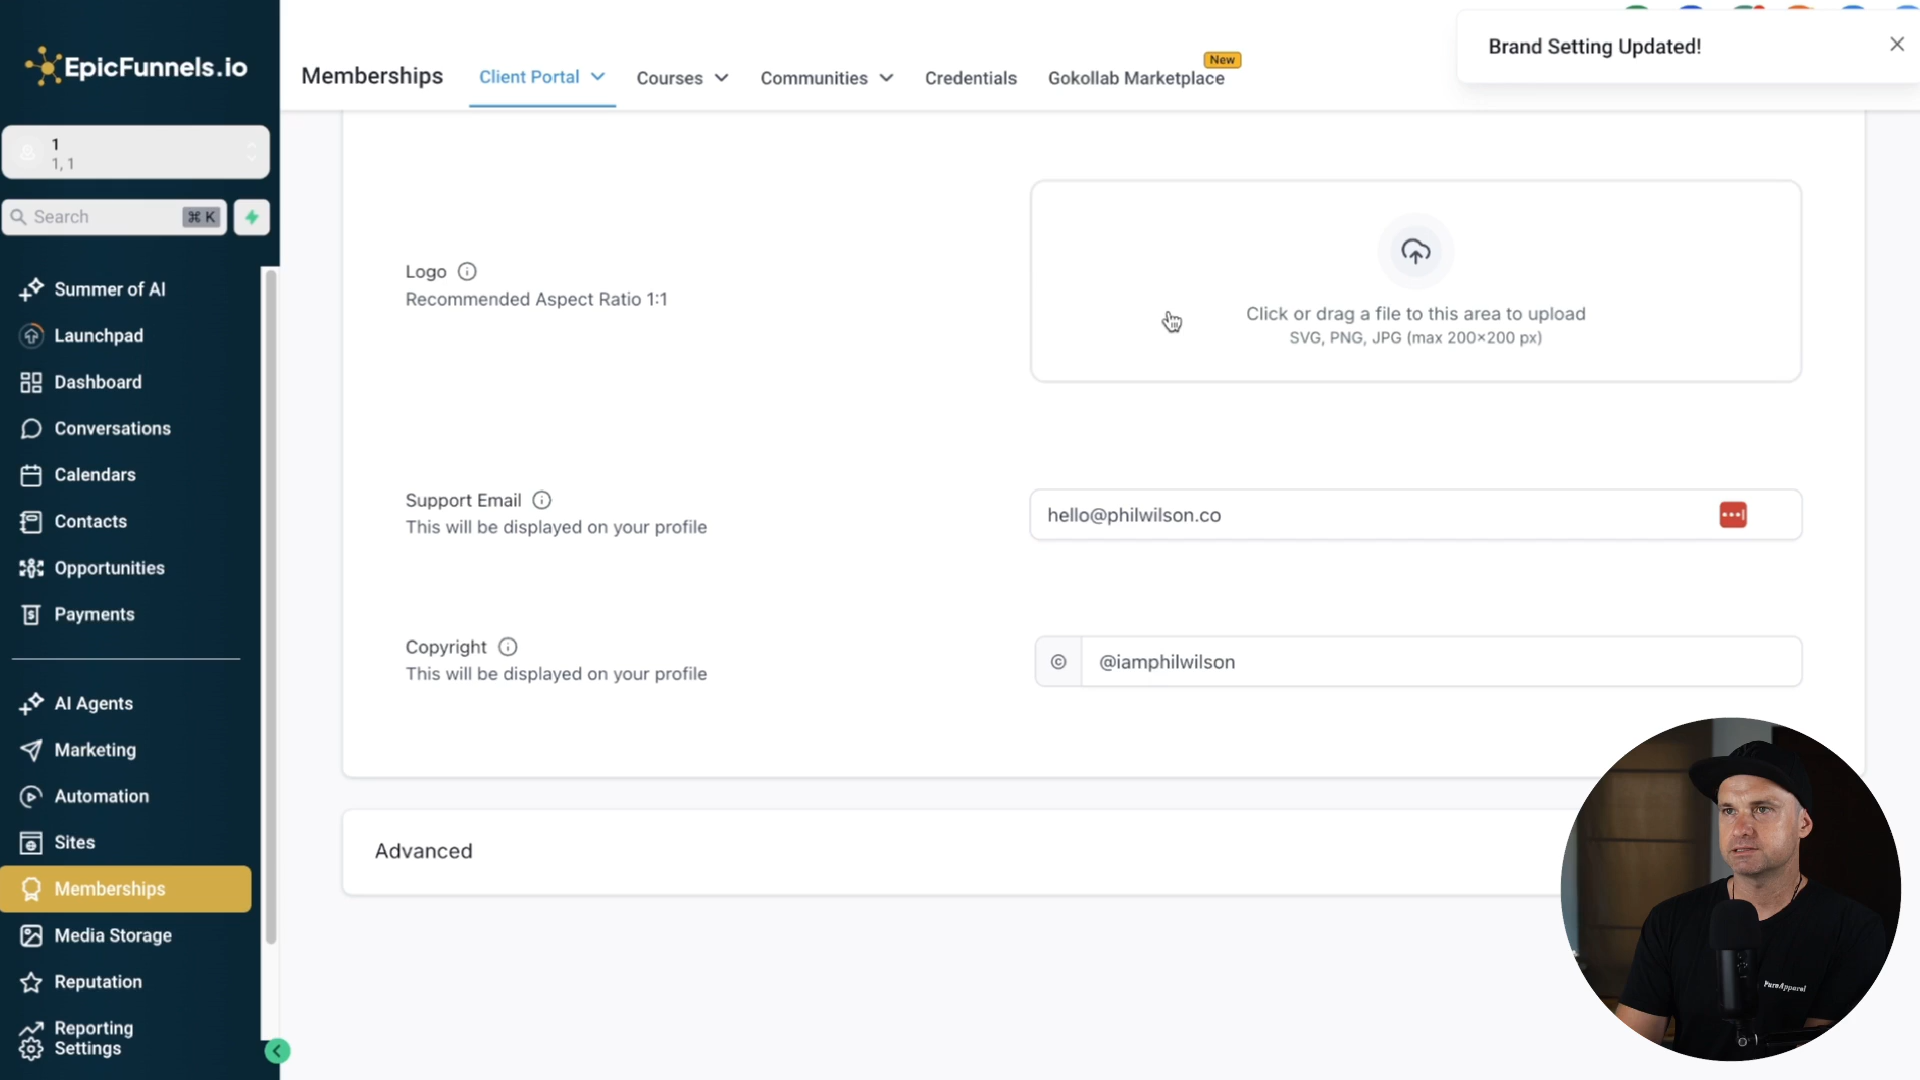 EpicFunnels.io
1
1, 1
Search
⌘ K
Summer of AI
Launchpad
Dashboard
Conversations
Calendars
Contacts
Opportunities
Payments
AI Agents
Marketing
Automation
Sites
Memberships
Media Storage
Reputation
Reporting
Settings
Memberships
Client Portal
Courses
Communities
Credentials
Gokollab Marketplace
New
Brand Setting Updated!
Logo
Recommended Aspect Ratio 1:1
Click or drag a file to this area to upload
SVG, PNG, JPG (max 200×200 px)
Support Email
This will be displayed on your profile
hello@philwilson.co
Copyright
This will be displayed on your profile
© @iamphilwilson
Advanced
PureApparel